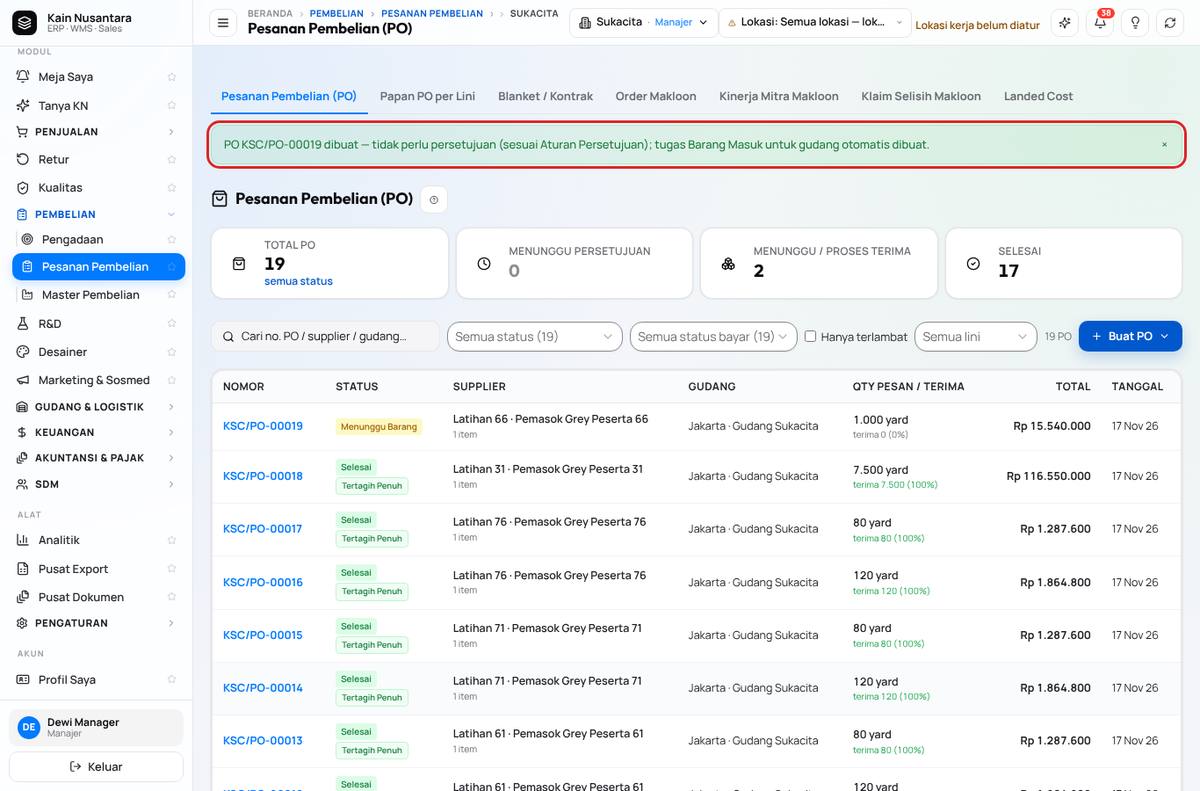 Kain Nusantara
ERP · WMS · Sales
MODUL
Meja Saya
Tanya KN
PENJUALAN
Retur
Kualitas
PEMBELIAN
Pengadaan
Pesanan Pembelian
Master Pembelian
R&D
Desainer
Marketing & Sosmed
GUDANG & LOGISTIK
KEUANGAN
AKUNTANSI & PAJAK
SDM
ALAT
Analitik
Pusat Export
Pusat Dokumen
PENGATURAN
AKUN
Profil Saya
DE
Dewi Manager
Manajer
Keluar
BERANDA › PEMBELIAN › PESANAN PEMBELIAN › › SUKACITA
Pesanan Pembelian (PO)
Sukacita · Manajer
Lokasi: Semua lokasi — lok...
Lokasi kerja belum diatur
38
Pesanan Pembelian (PO) Papan PO per Lini Blanket / Kontrak Order Makloon Kinerja Mitra Makloon Klaim Selisih Makloon Landed Cost
PO KSC/PO-00019 dibuat — tidak perlu persetujuan (sesuai Aturan Persetujuan); tugas Barang Masuk untuk gudang otomatis dibuat. ×
Pesanan Pembelian (PO)
TOTAL PO
19
semua status
MENUNGGU PERSETUJUAN
0
MENUNGGU / PROSES TERIMA
2
SELESAI
17
Cari no. PO / supplier / gudang...
Semua status (19)
Semua status bayar (19)
Hanya terlambat
Semua lini
19 PO
+ Buat PO
NOMOR STATUS SUPPLIER GUDANG QTY PESAN / TERIMA TOTAL TANGGAL
KSC/PO-00019 Menunggu Barang Latihan 66 · Pemasok Grey Peserta 66 Jakarta · Gudang Sukacita 1.000 yard Rp 15.540.000 17 Nov 26
1 item terima 0 (0%)
KSC/PO-00018 Selesai Latihan 31 · Pemasok Grey Peserta 31 Jakarta · Gudang Sukacita 7.500 yard Rp 116.550.000 17 Nov 26
Tertagih Penuh 1 item terima 7.500 (100%)
KSC/PO-00017 Selesai Latihan 76 · Pemasok Grey Peserta 76 Jakarta · Gudang Sukacita 80 yard Rp 1.287.600 17 Nov 26
Tertagih Penuh 1 item terima 80 (100%)
KSC/PO-00016 Selesai Latihan 76 · Pemasok Grey Peserta 76 Jakarta · Gudang Sukacita 120 yard Rp 1.864.800 17 Nov 26
Tertagih Penuh 1 item terima 120 (100%)
KSC/PO-00015 Selesai Latihan 71 · Pemasok Grey Peserta 71 Jakarta · Gudang Sukacita 80 yard Rp 1.287.600 17 Nov 26
Tertagih Penuh 1 item terima 80 (100%)
KSC/PO-00014 Selesai Latihan 71 · Pemasok Grey Peserta 71 Jakarta · Gudang Sukacita 120 yard Rp 1.864.800 17 Nov 26
Tertagih Penuh 1 item terima 120 (100%)
KSC/PO-00013 Selesai Latihan 61 · Pemasok Grey Peserta 61 Jakarta · Gudang Sukacita 80 yard Rp 1.287.600 17 Nov 26
Tertagih Penuh 1 item terima 80 (100%)
Selesai Latihan 61 · Pemasok Grey Peserta 61 120 yard